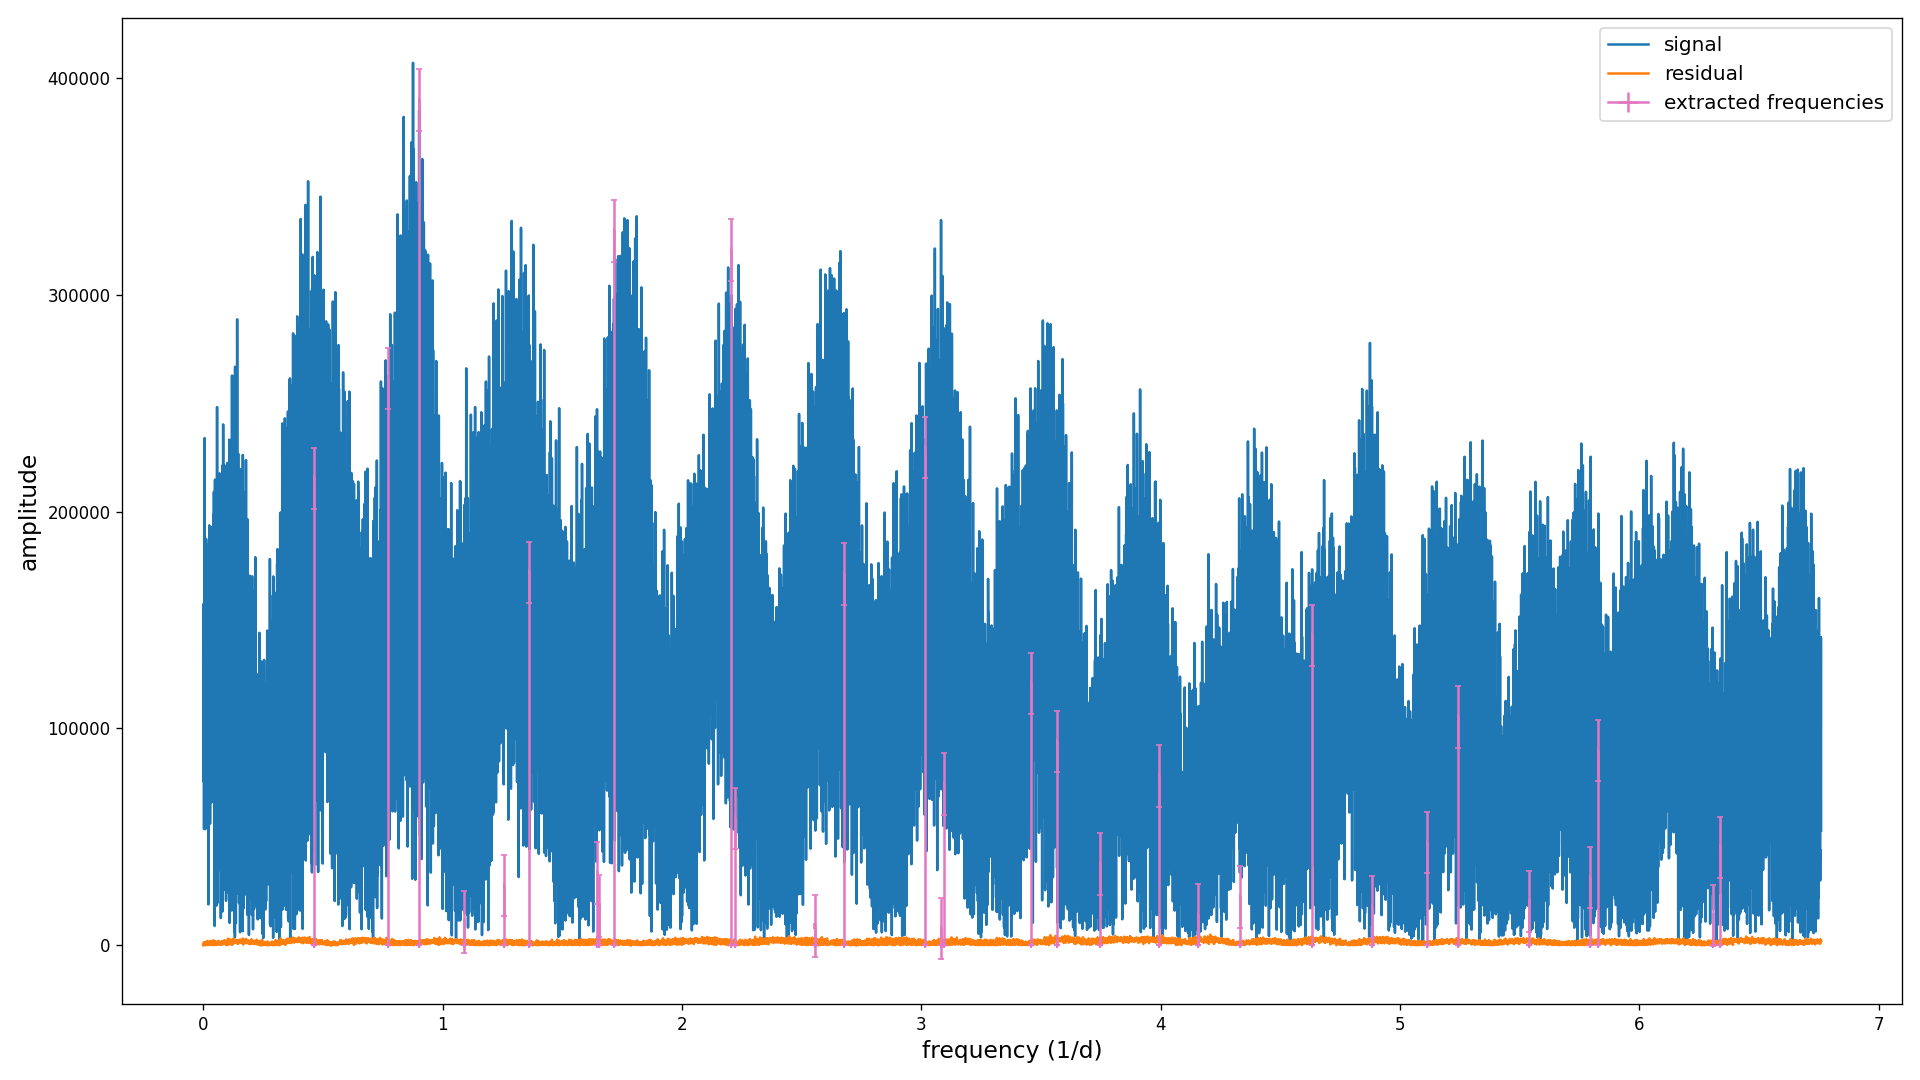 signal
residual
extracted frequencies
400000
300000
200000
100000
0
amplitude
0 1 2 3 4 5 6 7
frequency (1/d)